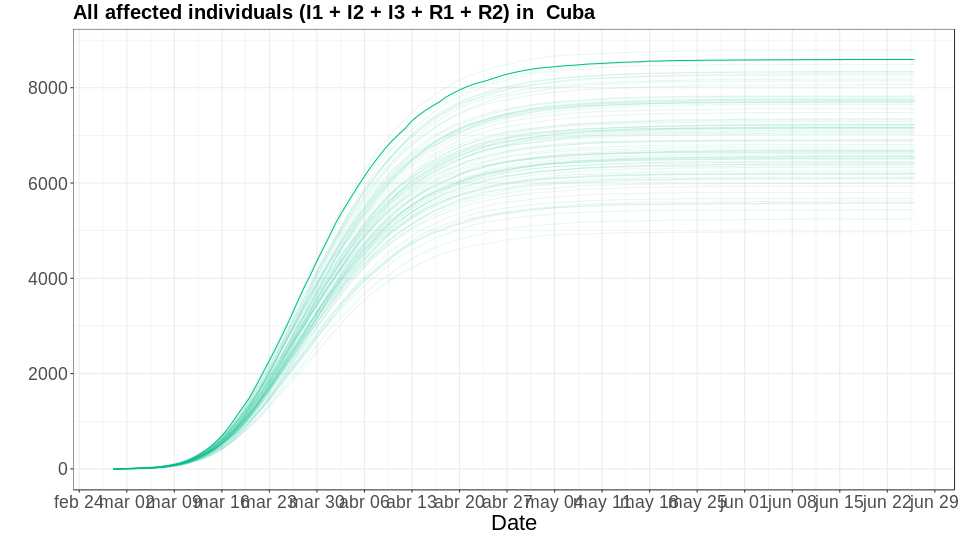 All affected individuals (I1 + I2 + I3 + R1 + R2) in  Cuba
8000
6000
4000
2000
0
feb 24 mar 02 mar 09 mar 16 mar 23 mar 30 abr 06 abr 13 abr 20 abr 27 may 04 may 11 may 18 may 25 jun 01 jun 08 jun 15 jun 22 jun 29
Date